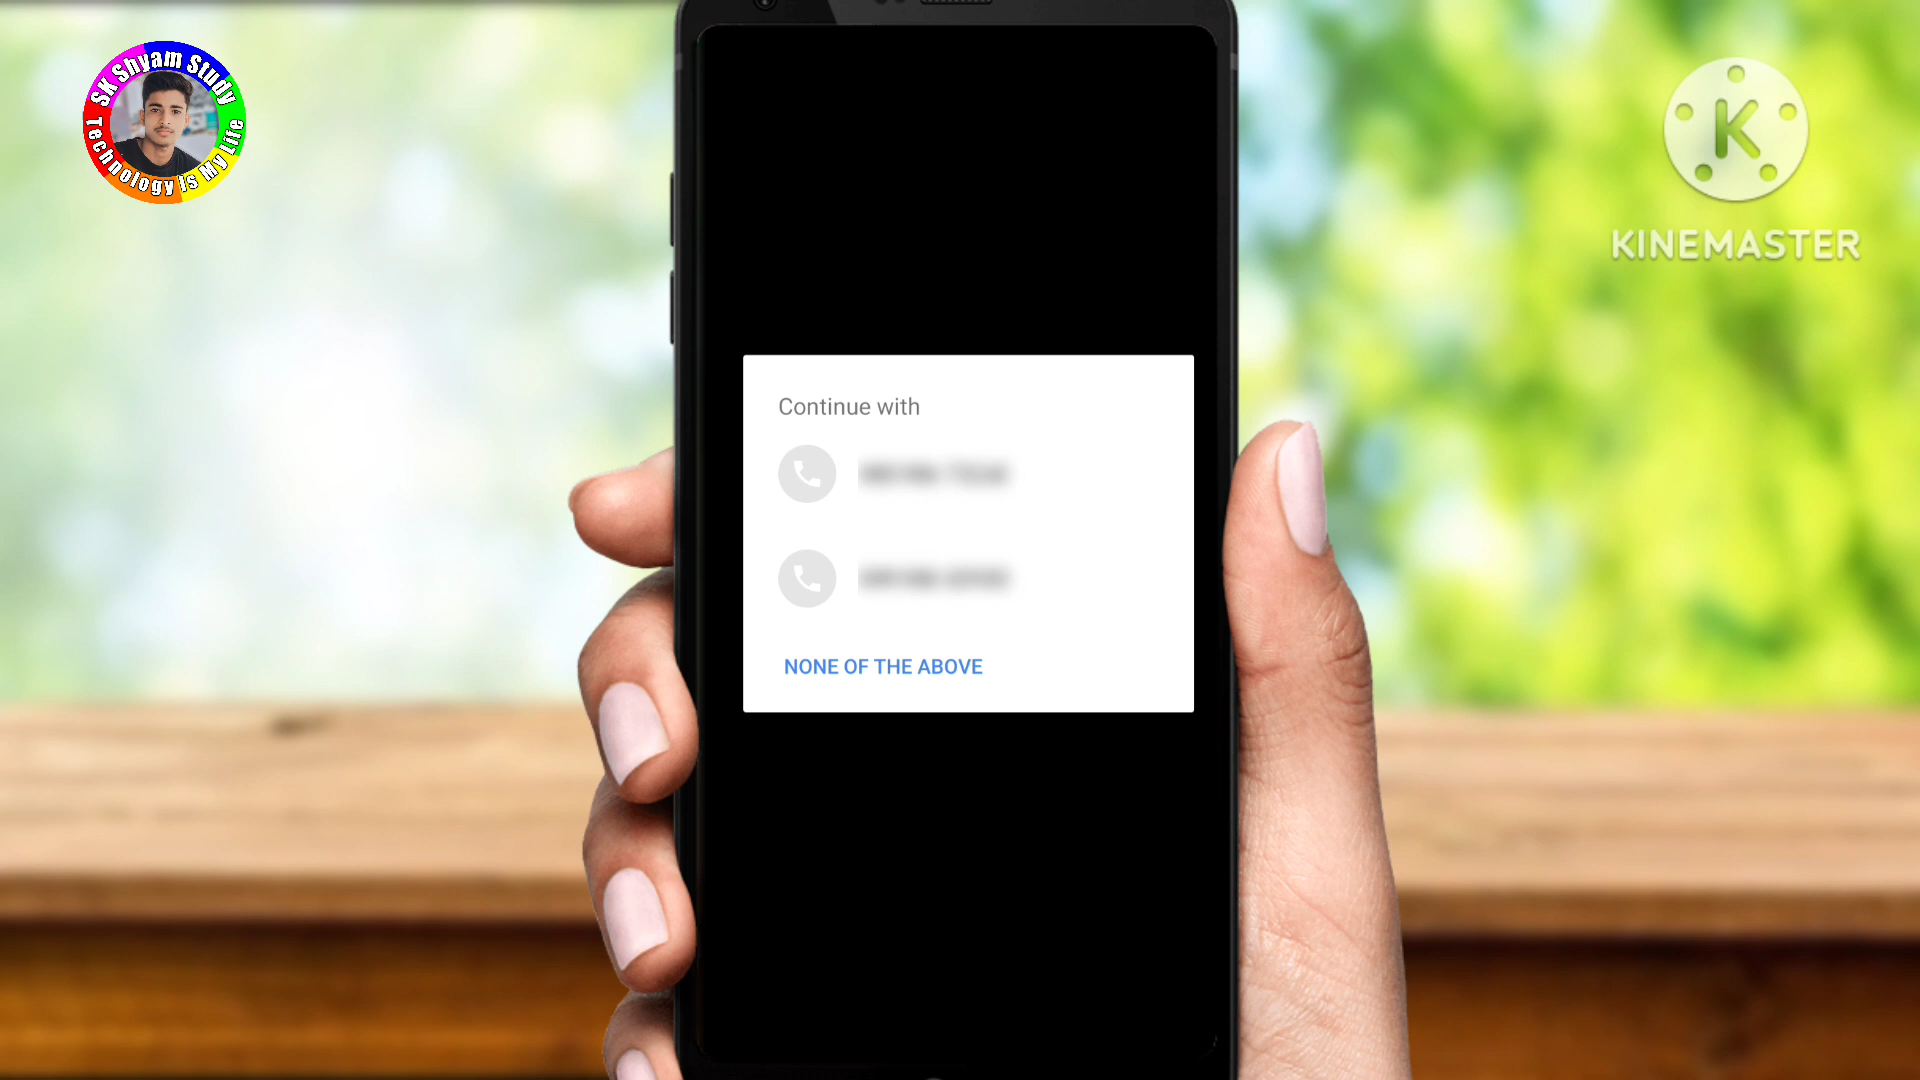 SK Shyam Study
Technology Is My Life
K
KINEMASTER
Continue with
NONE OF THE ABOVE